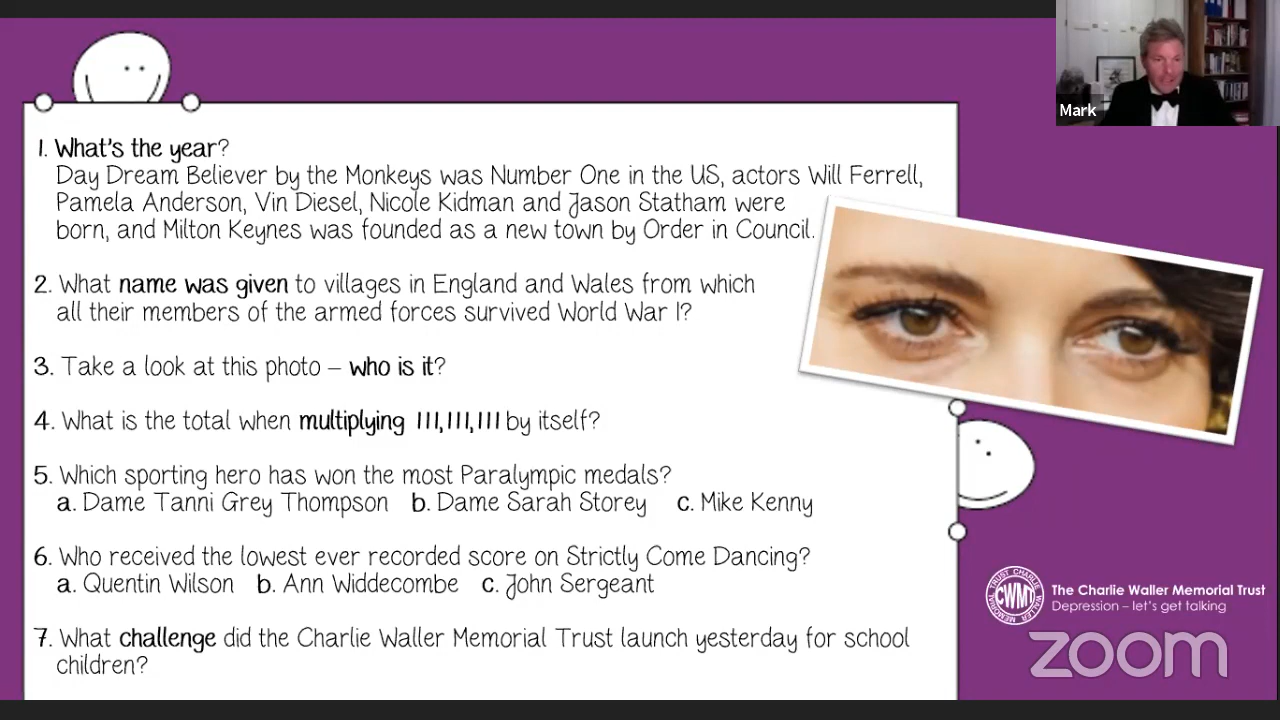 Mark
1. What's the year?
Day Dream Believer by the Monkeys was Number One in the US, actors Will Ferrell,
Pamela Anderson, Vin Diesel, Nicole Kidman and Jason Statham were
born, and Milton Keynes was founded as a new town by Order in Council.
2. What name was given to villages in England and Wales from which
all their members of the armed forces survived World War I?
3. Take a look at this photo – who is it?
4. What is the total when multiplying 111,111,111 by itself?
5. Which sporting hero has won the most Paralympic medals?
a. Dame Tanni Grey Thompson b. Dame Sarah Storey c. Mike Kenny
6. Who received the lowest ever recorded score on Strictly Come Dancing?
a. Quentin Wilson b. Ann Widdecombe c. John Sergeant
7. What challenge did the Charlie Waller Memorial Trust launch yesterday for school
children?
CWMT
CHARLIE WALLER MEMORIAL TRUST
The Charlie Waller Memorial Trust
Depression – let's get talking
zoom